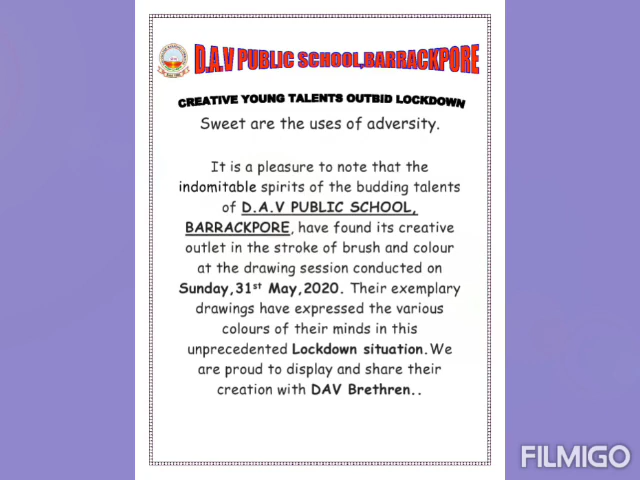 D.A.V PUBLIC SCHOOL,BARRACKPORE
CREATIVE YOUNG TALENTS OUTBID LOCKDOWN
Sweet are the uses of adversity.
It is a pleasure to note that the
indomitable spirits of the budding talents
of D.A.V PUBLIC SCHOOL,
BARRACKPORE, have found its creative
outlet in the stroke of brush and colour
at the drawing session conducted on
Sunday,31st May,2020. Their exemplary
drawings have expressed the various
colours of their minds in this
unprecedented Lockdown situation.We
are proud to display and share their
creation with DAV Brethren..
FILMIGO